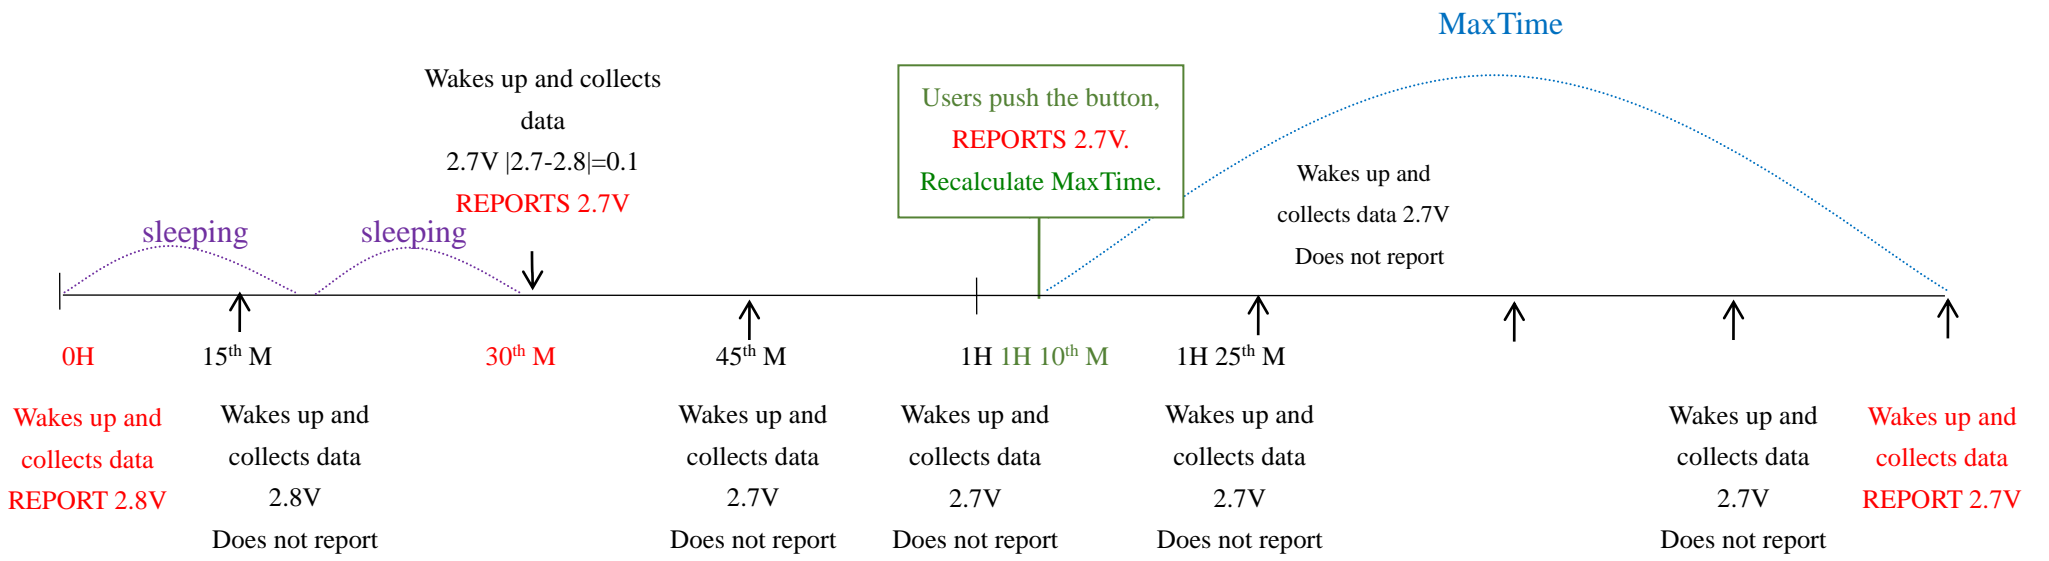 MaxTime
Wakes up and collects
data
2.7V |2.7-2.8|=0.1
REPORTS 2.7V
Users push the button,
REPORTS 2.7V.
Recalculate MaxTime.
Wakes up and
collects data 2.7V
Does not report
sleeping
sleeping
0H
15th M
30th M
45th M
1H 1H 10th M
1H 25th M
Wakes up and
collects data
REPORT 2.8V
Wakes up and
collects data
2.8V
Does not report
Wakes up and
collects data
2.7V
Does not report
Wakes up and
collects data
2.7V
Does not report
Wakes up and
collects data
2.7V
Does not report
Wakes up and
collects data
2.7V
Does not report
Wakes up and
collects data
REPORT 2.7V